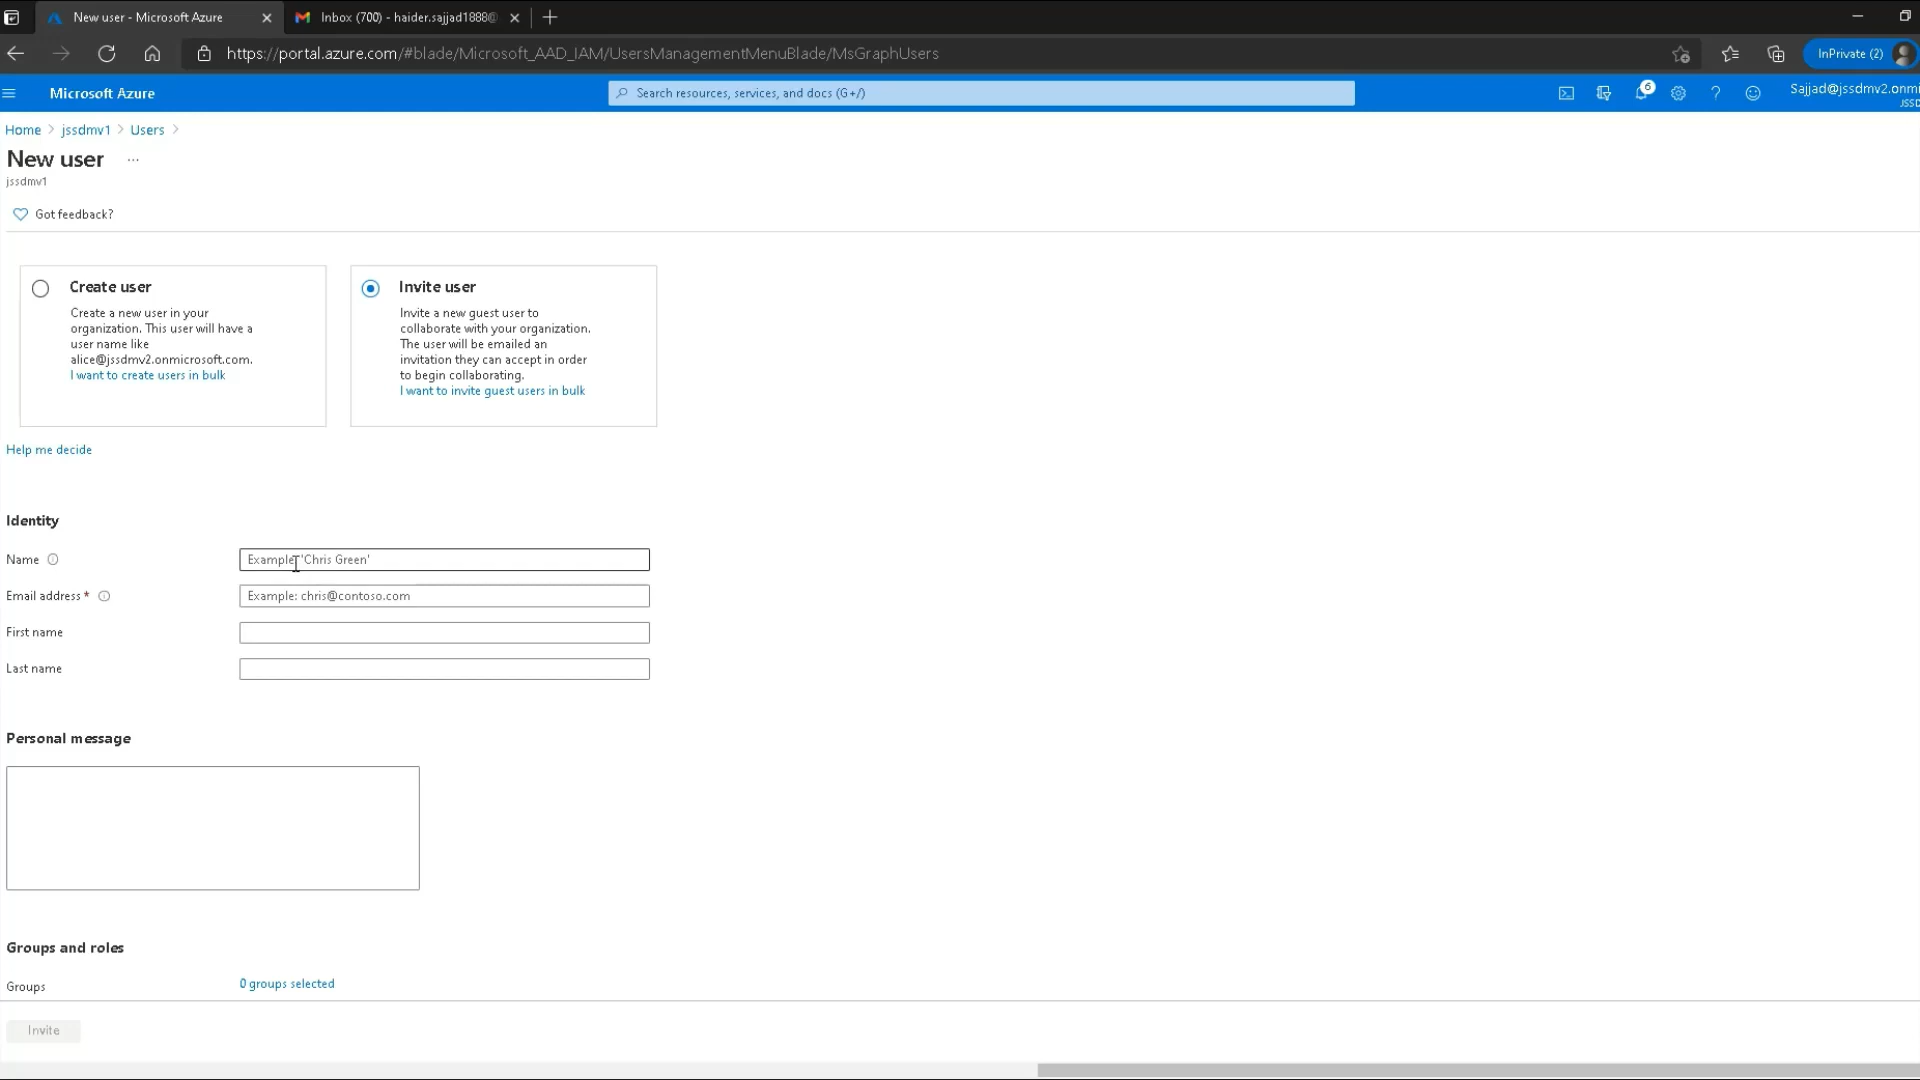 New user - Microsoft Azure
Inbox (700) - haider.sajjad1888@
https://portal.azure.com/#blade/Microsoft_AAD_IAM/UsersManagementMenuBlade/MsGraphUsers
InPrivate (2)
Microsoft Azure
Search resources, services, and docs (G+/)
6
Sajjad@jssdmv2.onmi
JSSD
Home > jssdmv1 > Users >
New user ...
jssdmv1
Got feedback?
Create user
Create a new user in your
organization. This user will have a
user name like
alice@jssdmv2.onmicrosoft.com.
I want to create users in bulk
Invite user
Invite a new guest user to
collaborate with your organization.
The user will be emailed an
invitation they can accept in order
to begin collaborating.
I want to invite guest users in bulk
Help me decide
Identity
Name
Example: 'Chris Green'
Email address *
Example: chris@contoso.com
First name
Last name
Personal message
Groups and roles
Groups
0 groups selected
Invite